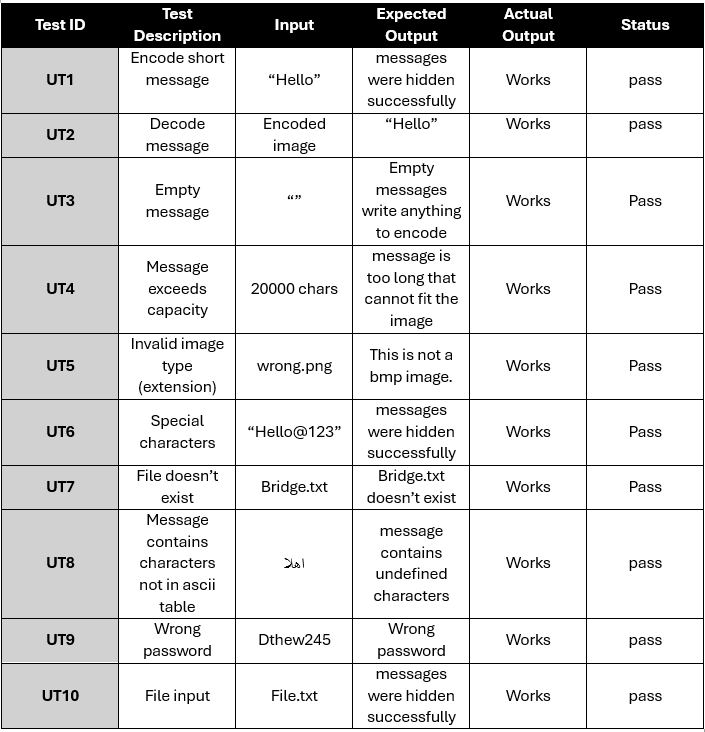 Test ID
Test
Description
Input
Expected
Output
Actual
Output
Status
UT1
Encode short
message
“Hello”
messages
were hidden
successfully
Works
pass
UT2
Decode
message
Encoded
image
“Hello”
Works
pass
UT3
Empty
message
“”
Empty
messages
write anything
to encode
Works
Pass
UT4
Message
exceeds
capacity
20000 chars
message is
too long that
cannot fit the
image
Works
Pass
UT5
Invalid image
type
(extension)
wrong.png
This is not a
bmp image.
Works
Pass
UT6
Special
characters
“Hello@123”
messages
were hidden
successfully
Works
Pass
UT7
File doesn’t
exist
Bridge.txt
Bridge.txt
doesn’t exist
Works
Pass
UT8
Message
contains
characters
not in ascii
table
اهلا
message
contains
undefined
characters
Works
pass
UT9
Wrong
password
Dthew245
Wrong
password
Works
pass
UT10
File input
File.txt
messages
were hidden
successfully
Works
pass